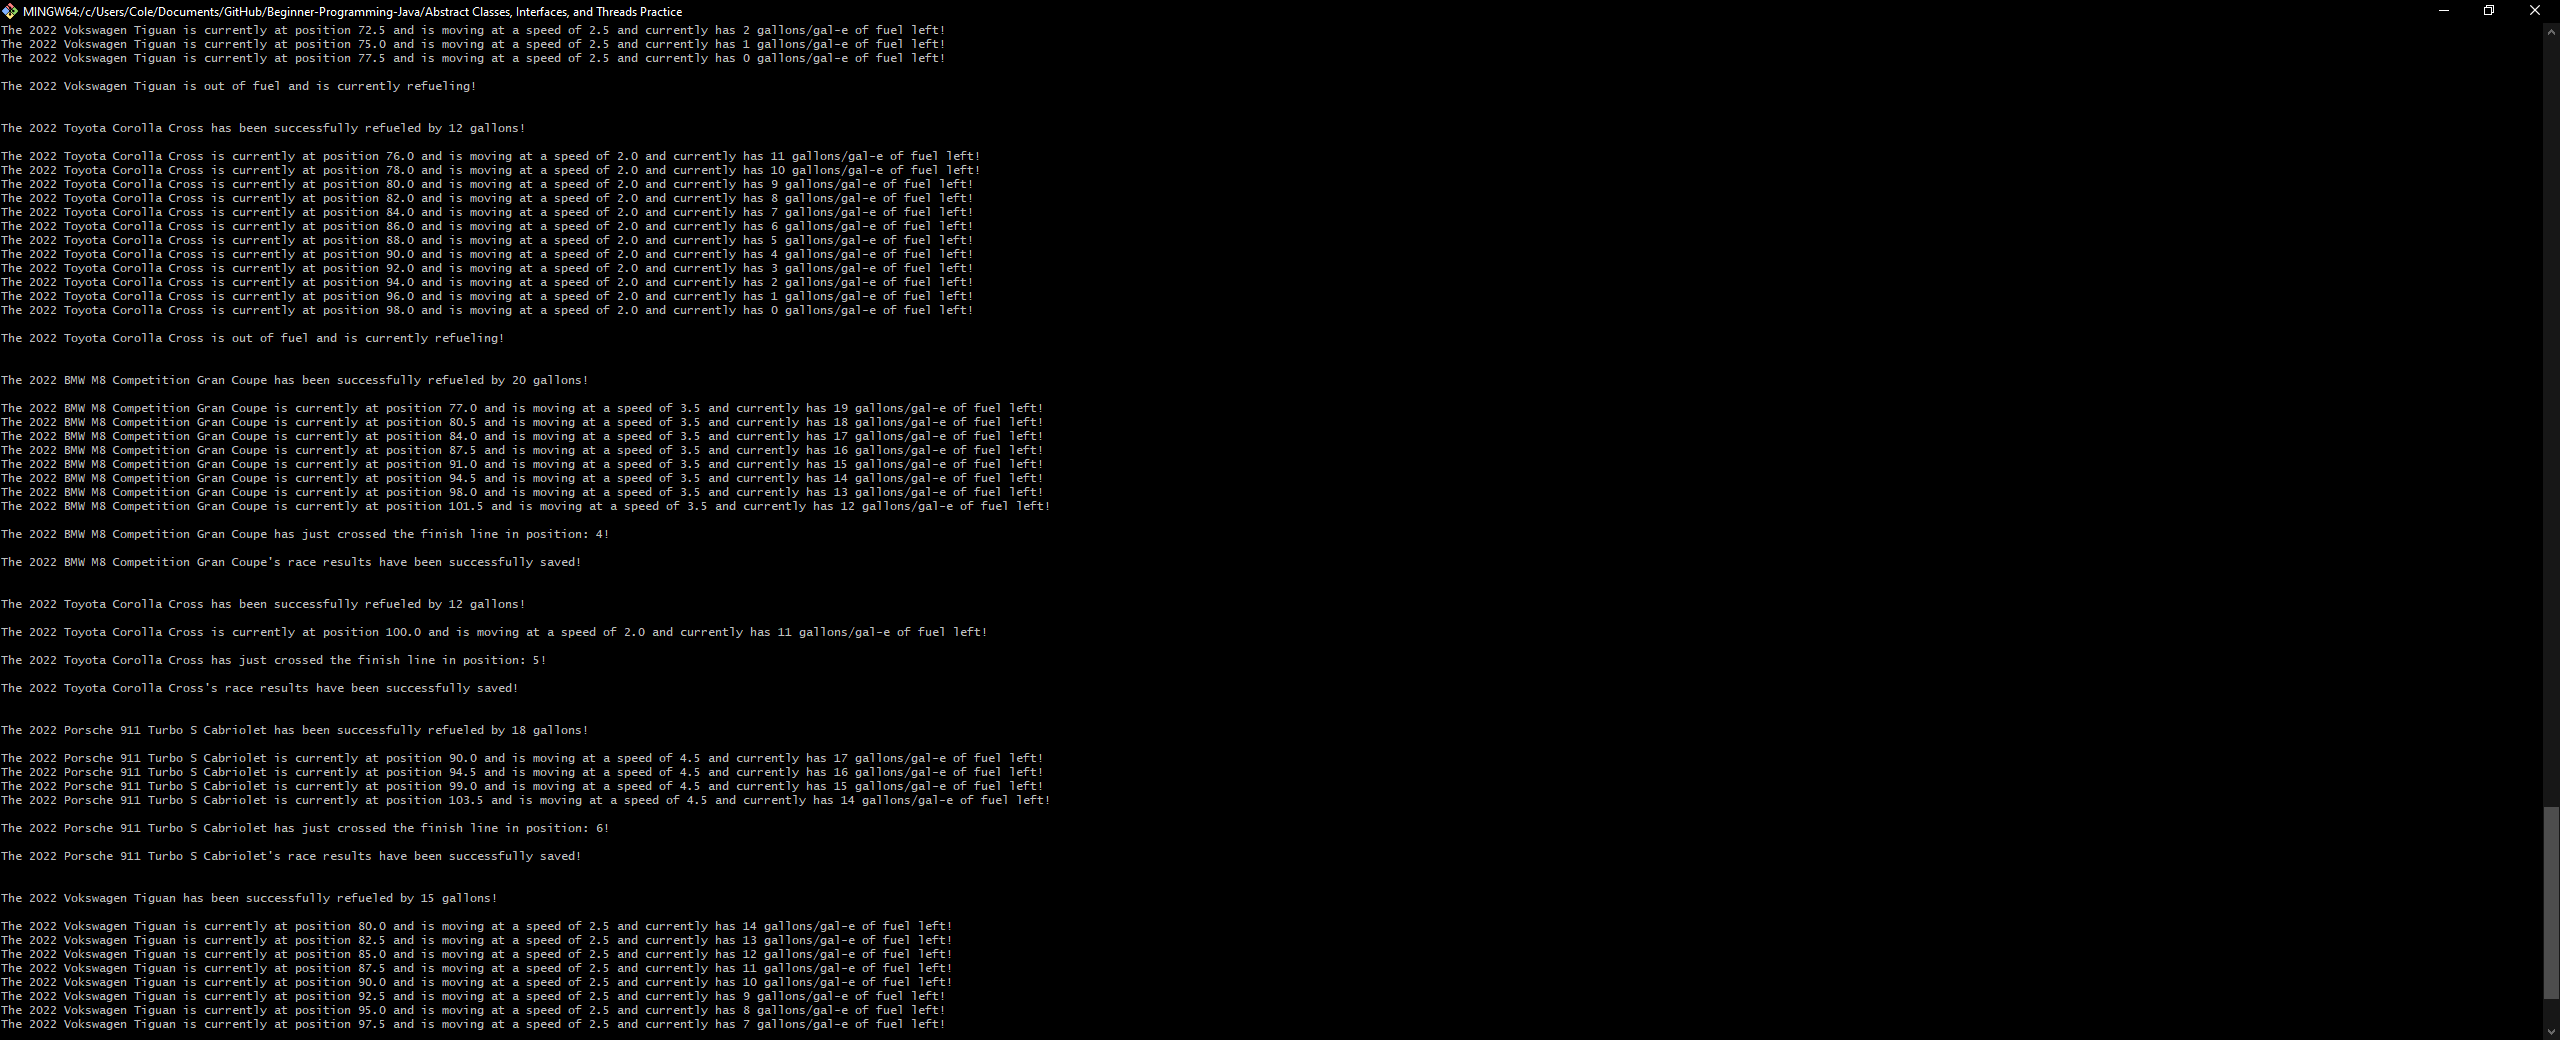 MINGW64:/c/Users/Cole/Documents/GitHub/Beginner-Programming-Java/Abstract Classes, Interfaces, and Threads Practice
The 2022 Vokswagen Tiguan is currently at position 72.5 and is moving at a speed of 2.5 and currently has 2 gallons/gal-e of fuel left!
The 2022 Vokswagen Tiguan is currently at position 75.0 and is moving at a speed of 2.5 and currently has 1 gallons/gal-e of fuel left!
The 2022 Vokswagen Tiguan is currently at position 77.5 and is moving at a speed of 2.5 and currently has 0 gallons/gal-e of fuel left!
The 2022 Vokswagen Tiguan is out of fuel and is currently refueling!
The 2022 Toyota Corolla Cross has been successfully refueled by 12 gallons!
The 2022 Toyota Corolla Cross is currently at position 76.0 and is moving at a speed of 2.0 and currently has 11 gallons/gal-e of fuel left!
The 2022 Toyota Corolla Cross is currently at position 78.0 and is moving at a speed of 2.0 and currently has 10 gallons/gal-e of fuel left!
The 2022 Toyota Corolla Cross is currently at position 80.0 and is moving at a speed of 2.0 and currently has 9 gallons/gal-e of fuel left!
The 2022 Toyota Corolla Cross is currently at position 82.0 and is moving at a speed of 2.0 and currently has 8 gallons/gal-e of fuel left!
The 2022 Toyota Corolla Cross is currently at position 84.0 and is moving at a speed of 2.0 and currently has 7 gallons/gal-e of fuel left!
The 2022 Toyota Corolla Cross is currently at position 86.0 and is moving at a speed of 2.0 and currently has 6 gallons/gal-e of fuel left!
The 2022 Toyota Corolla Cross is currently at position 88.0 and is moving at a speed of 2.0 and currently has 5 gallons/gal-e of fuel left!
The 2022 Toyota Corolla Cross is currently at position 90.0 and is moving at a speed of 2.0 and currently has 4 gallons/gal-e of fuel left!
The 2022 Toyota Corolla Cross is currently at position 92.0 and is moving at a speed of 2.0 and currently has 3 gallons/gal-e of fuel left!
The 2022 Toyota Corolla Cross is currently at position 94.0 and is moving at a speed of 2.0 and currently has 2 gallons/gal-e of fuel left!
The 2022 Toyota Corolla Cross is currently at position 96.0 and is moving at a speed of 2.0 and currently has 1 gallons/gal-e of fuel left!
The 2022 Toyota Corolla Cross is currently at position 98.0 and is moving at a speed of 2.0 and currently has 0 gallons/gal-e of fuel left!
The 2022 Toyota Corolla Cross is out of fuel and is currently refueling!
The 2022 BMW M8 Competition Gran Coupe has been successfully refueled by 20 gallons!
The 2022 BMW M8 Competition Gran Coupe is currently at position 77.0 and is moving at a speed of 3.5 and currently has 19 gallons/gal-e of fuel left!
The 2022 BMW M8 Competition Gran Coupe is currently at position 80.5 and is moving at a speed of 3.5 and currently has 18 gallons/gal-e of fuel left!
The 2022 BMW M8 Competition Gran Coupe is currently at position 84.0 and is moving at a speed of 3.5 and currently has 17 gallons/gal-e of fuel left!
The 2022 BMW M8 Competition Gran Coupe is currently at position 87.5 and is moving at a speed of 3.5 and currently has 16 gallons/gal-e of fuel left!
The 2022 BMW M8 Competition Gran Coupe is currently at position 91.0 and is moving at a speed of 3.5 and currently has 15 gallons/gal-e of fuel left!
The 2022 BMW M8 Competition Gran Coupe is currently at position 94.5 and is moving at a speed of 3.5 and currently has 14 gallons/gal-e of fuel left!
The 2022 BMW M8 Competition Gran Coupe is currently at position 98.0 and is moving at a speed of 3.5 and currently has 13 gallons/gal-e of fuel left!
The 2022 BMW M8 Competition Gran Coupe is currently at position 101.5 and is moving at a speed of 3.5 and currently has 12 gallons/gal-e of fuel left!
The 2022 BMW M8 Competition Gran Coupe has just crossed the finish line in position: 4!
The 2022 BMW M8 Competition Gran Coupe's race results have been successfully saved!
The 2022 Toyota Corolla Cross has been successfully refueled by 12 gallons!
The 2022 Toyota Corolla Cross is currently at position 100.0 and is moving at a speed of 2.0 and currently has 11 gallons/gal-e of fuel left!
The 2022 Toyota Corolla Cross has just crossed the finish line in position: 5!
The 2022 Toyota Corolla Cross's race results have been successfully saved!
The 2022 Porsche 911 Turbo S Cabriolet has been successfully refueled by 18 gallons!
The 2022 Porsche 911 Turbo S Cabriolet is currently at position 90.0 and is moving at a speed of 4.5 and currently has 17 gallons/gal-e of fuel left!
The 2022 Porsche 911 Turbo S Cabriolet is currently at position 94.5 and is moving at a speed of 4.5 and currently has 16 gallons/gal-e of fuel left!
The 2022 Porsche 911 Turbo S Cabriolet is currently at position 99.0 and is moving at a speed of 4.5 and currently has 15 gallons/gal-e of fuel left!
The 2022 Porsche 911 Turbo S Cabriolet is currently at position 103.5 and is moving at a speed of 4.5 and currently has 14 gallons/gal-e of fuel left!
The 2022 Porsche 911 Turbo S Cabriolet has just crossed the finish line in position: 6!
The 2022 Porsche 911 Turbo S Cabriolet's race results have been successfully saved!
The 2022 Vokswagen Tiguan has been successfully refueled by 15 gallons!
The 2022 Vokswagen Tiguan is currently at position 80.0 and is moving at a speed of 2.5 and currently has 14 gallons/gal-e of fuel left!
The 2022 Vokswagen Tiguan is currently at position 82.5 and is moving at a speed of 2.5 and currently has 13 gallons/gal-e of fuel left!
The 2022 Vokswagen Tiguan is currently at position 85.0 and is moving at a speed of 2.5 and currently has 12 gallons/gal-e of fuel left!
The 2022 Vokswagen Tiguan is currently at position 87.5 and is moving at a speed of 2.5 and currently has 11 gallons/gal-e of fuel left!
The 2022 Vokswagen Tiguan is currently at position 90.0 and is moving at a speed of 2.5 and currently has 10 gallons/gal-e of fuel left!
The 2022 Vokswagen Tiguan is currently at position 92.5 and is moving at a speed of 2.5 and currently has 9 gallons/gal-e of fuel left!
The 2022 Vokswagen Tiguan is currently at position 95.0 and is moving at a speed of 2.5 and currently has 8 gallons/gal-e of fuel left!
The 2022 Vokswagen Tiguan is currently at position 97.5 and is moving at a speed of 2.5 and currently has 7 gallons/gal-e of fuel left!